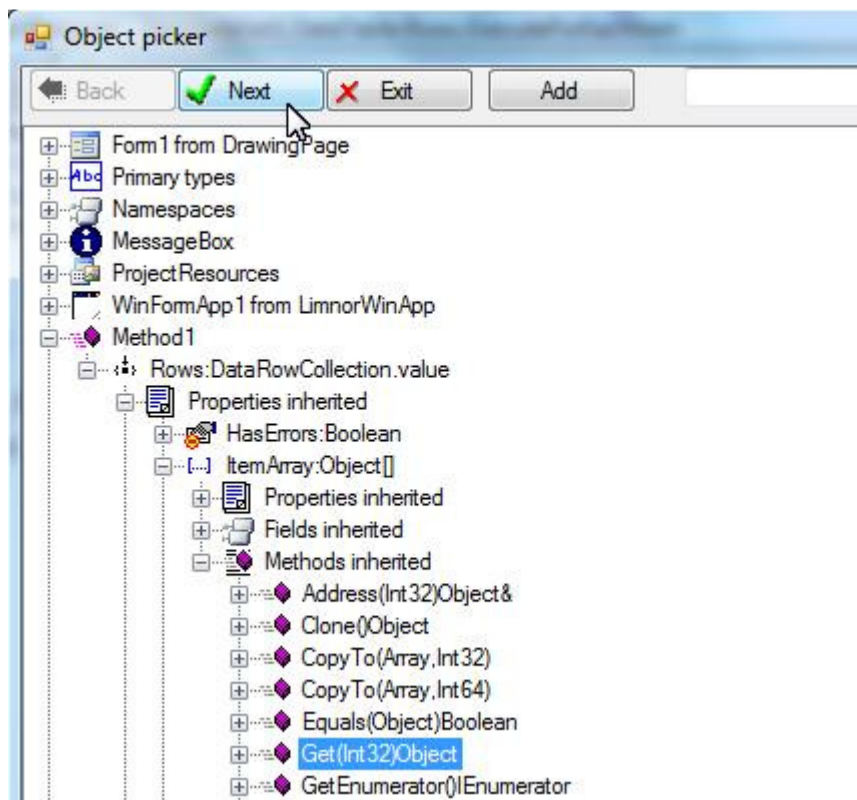 Object picker
Back Next Exit Add
Form1 from DrawingPage
Abc Primary types
Namespaces
MessageBox
ProjectResources
WinFormApp1 from LimnorWinApp
Method1
Rows:DataRowCollection.value
Properties inherited
HasErrors:Boolean
ItemArray:Object[]
Properties inherited
Fields inherited
Methods inherited
Address(Int32)Object&
Clone()Object
CopyTo(Array,Int32)
CopyTo(Array,Int64)
Equals(Object)Boolean
Get(Int32)Object
GetEnumerator()IEnumerator